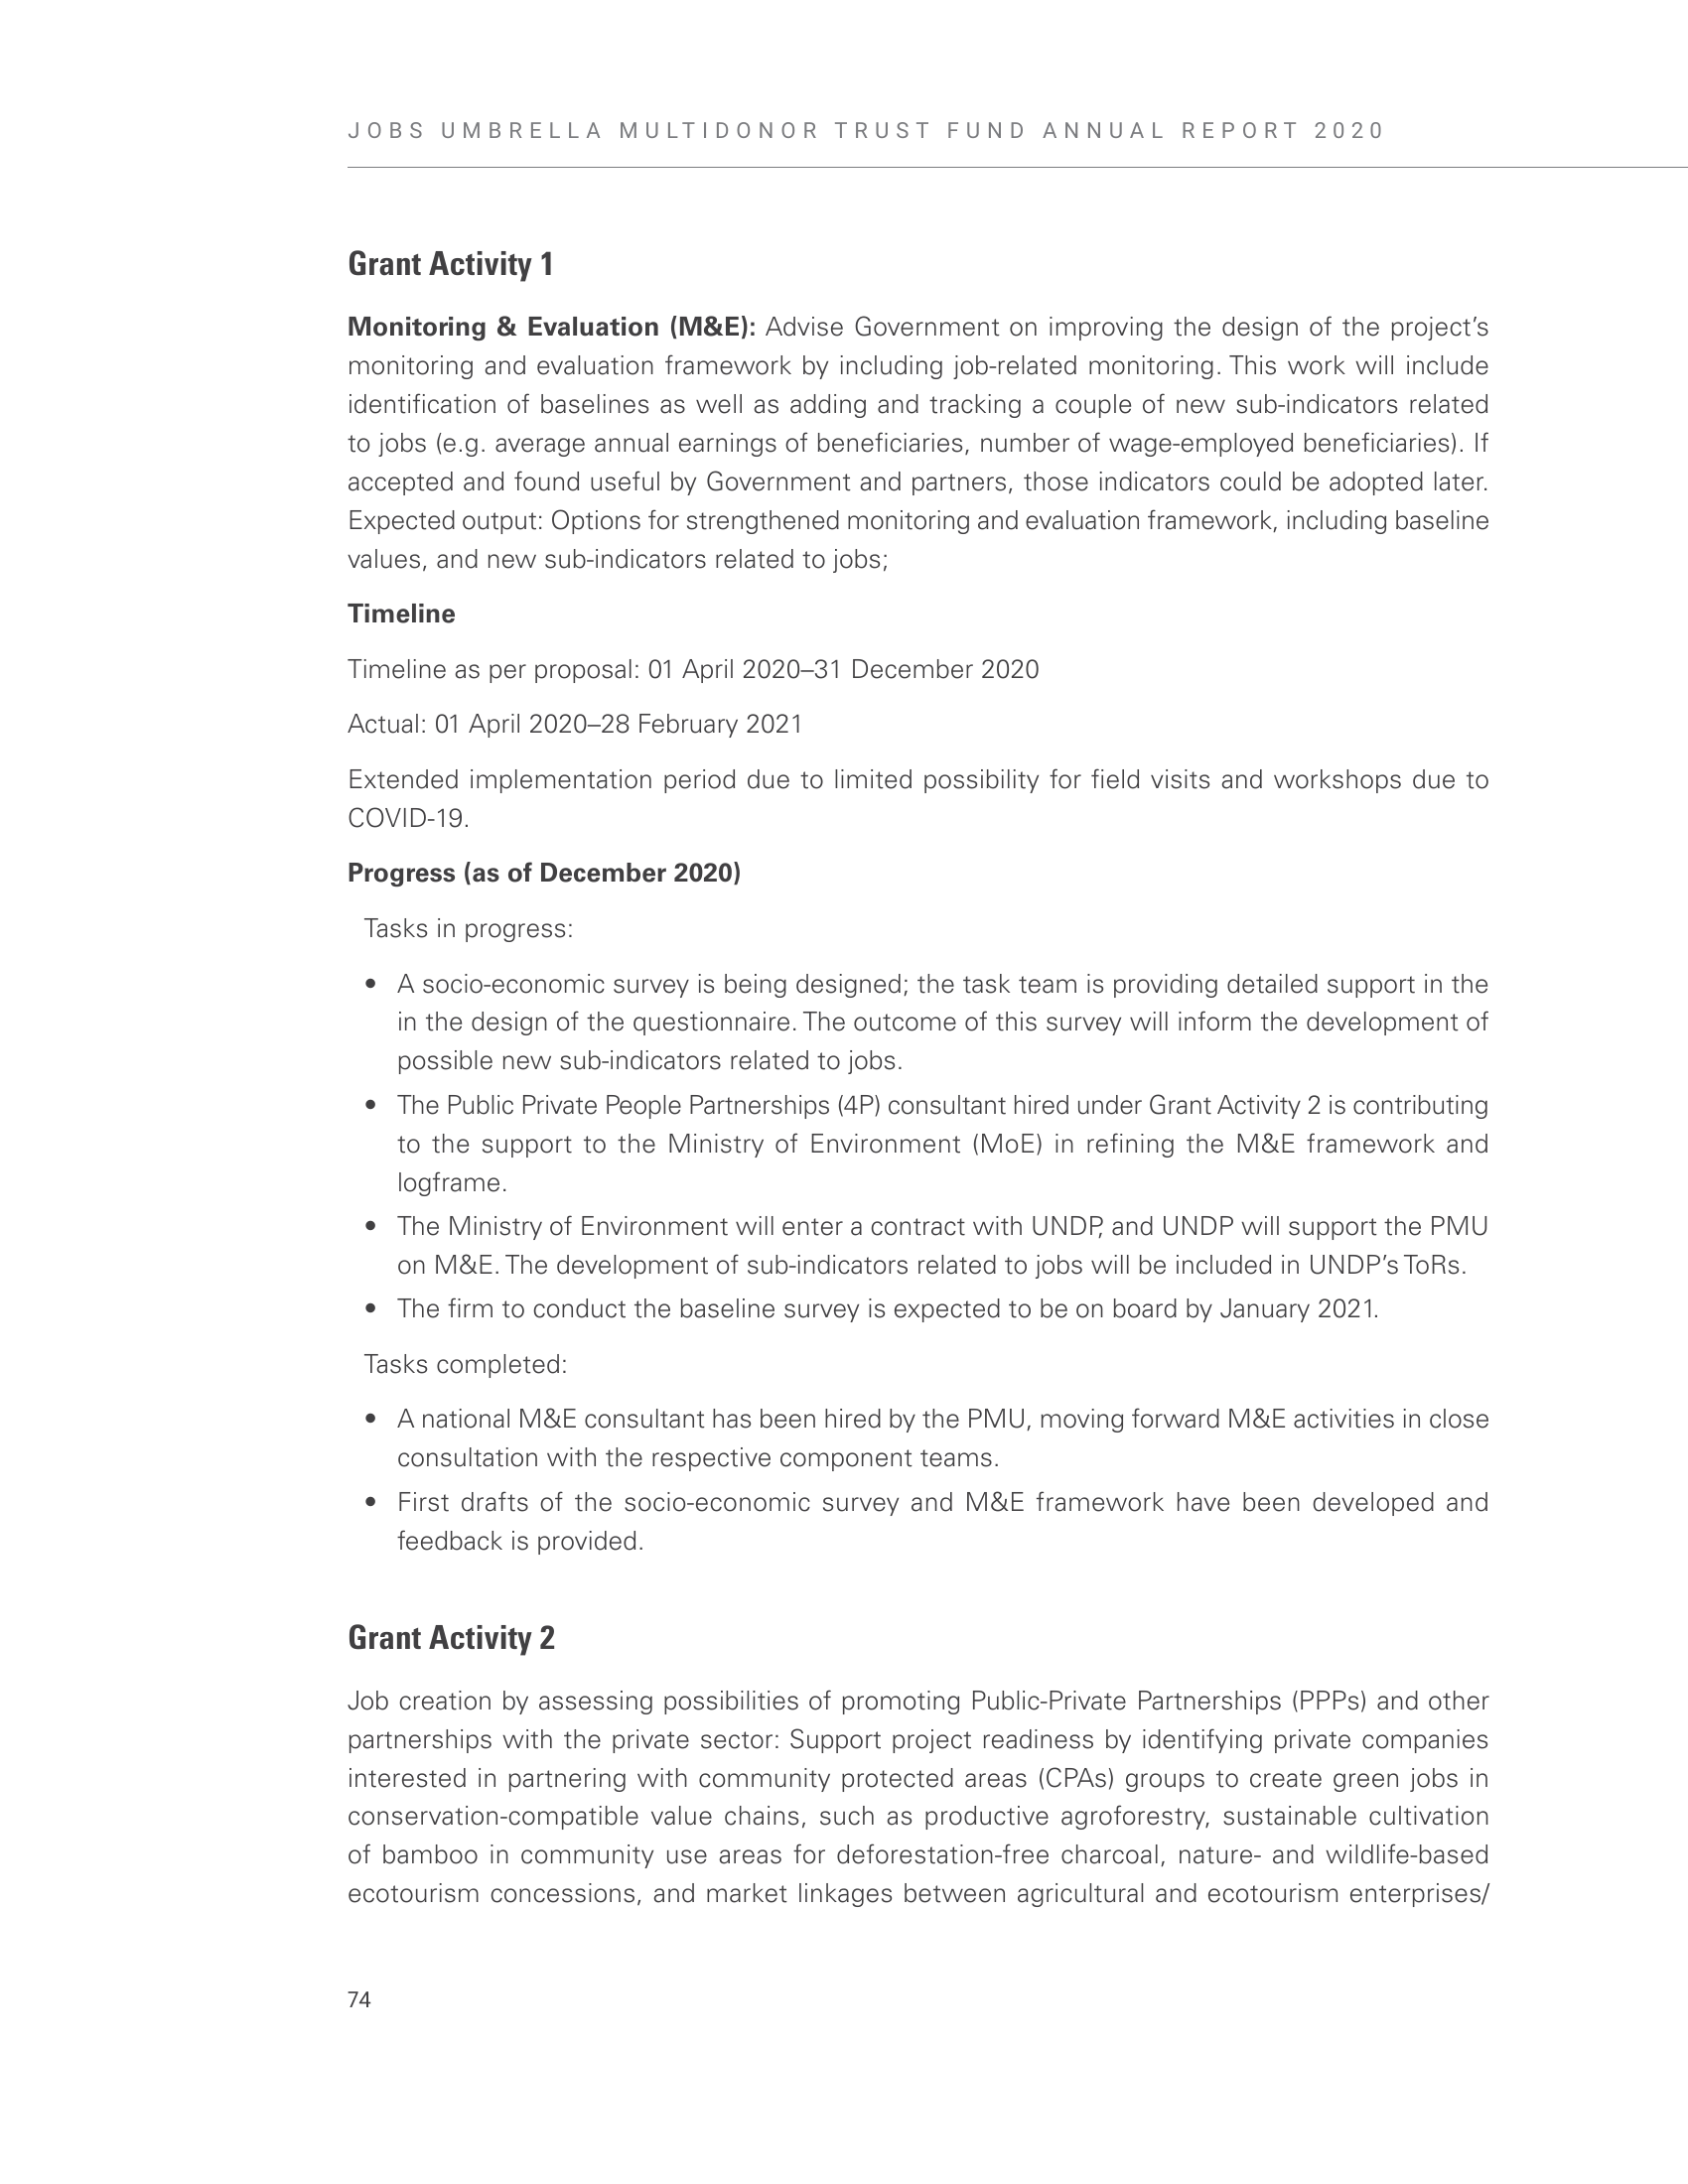 JOBS UMBRELLA MULTIDONOR TRUST FUND ANNUAL REPORT 2020
Grant Activity 1
Monitoring & Evaluation (M&E): Advise Government on improving the design of the project’s
monitoring and evaluation framework by including job-related monitoring. This work will include
identification of baselines as well as adding and tracking a couple of new sub-indicators related
to jobs (e.g. average annual earnings of beneficiaries, number of wage-employed beneficiaries). If
accepted and found useful by Government and partners, those indicators could be adopted later.
Expected output: Options for strengthened monitoring and evaluation framework, including baseline
values, and new sub-indicators related to jobs;
Timeline
Timeline as per proposal: 01 April 2020–31 December 2020
Actual: 01 April 2020–28 February 2021
Extended implementation period due to limited possibility for field visits and workshops due to
COVID-19.
Progress (as of December 2020)
Tasks in progress:
• A socio-economic survey is being designed; the task team is providing detailed support in the
in the design of the questionnaire. The outcome of this survey will inform the development of
possible new sub-indicators related to jobs.
• The Public Private People Partnerships (4P) consultant hired under Grant Activity 2 is contributing
to the support to the Ministry of Environment (MoE) in refining the M&E framework and
logframe.
• The Ministry of Environment will enter a contract with UNDP, and UNDP will support the PMU
on M&E. The development of sub-indicators related to jobs will be included in UNDP’s ToRs.
• The firm to conduct the baseline survey is expected to be on board by January 2021.
Tasks completed:
• A national M&E consultant has been hired by the PMU, moving forward M&E activities in close
consultation with the respective component teams.
• First drafts of the socio-economic survey and M&E framework have been developed and
feedback is provided.
Grant Activity 2
Job creation by assessing possibilities of promoting Public-Private Partnerships (PPPs) and other
partnerships with the private sector: Support project readiness by identifying private companies
interested in partnering with community protected areas (CPAs) groups to create green jobs in
conservation-compatible value chains, such as productive agroforestry, sustainable cultivation
of bamboo in community use areas for deforestation-free charcoal, nature- and wildlife-based
ecotourism concessions, and market linkages between agricultural and ecotourism enterprises/
74